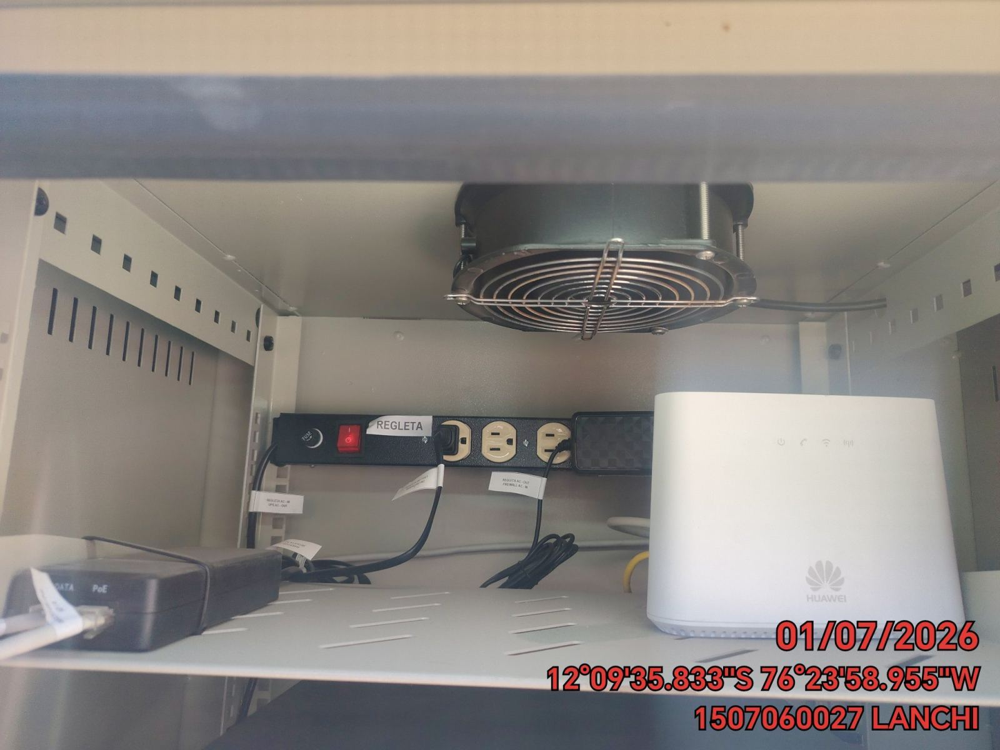 FUSE
REGLETA
REGLETA AC - OUT
FIREWALL AC - IN
REGLETA AC - IN
UPS AC - OUT
DATA PoE
HUAWEI
01/07/2026
12°09'35.833"S 76°23'58.955"W
1507060027 LANCHI